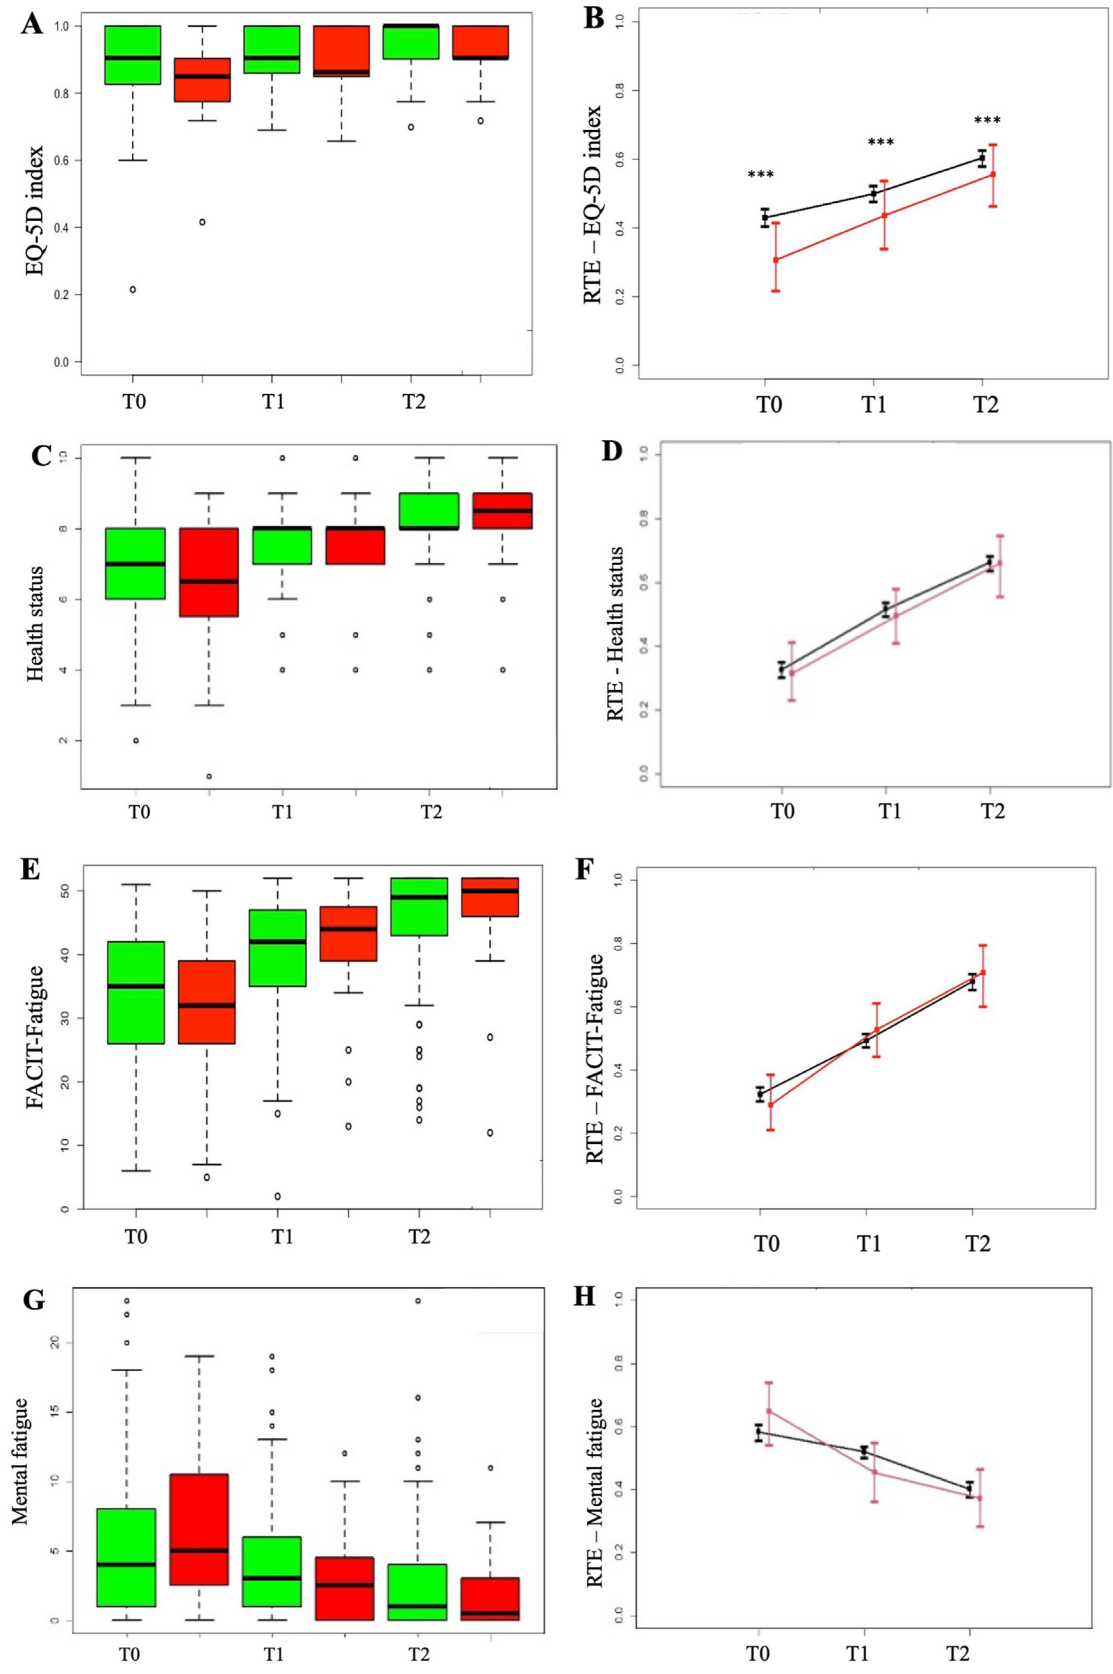 A
EQ-5D index
1.0
0.8
0.6
0.4
0.2
0.0
T0 T1 T2
B
RTE – EQ-5D index
1.0
0.8
0.6
0.4
0.2
0.0
***
***
***
T0 T1 T2
C
Health status
10
8
6
4
2
T0 T1 T2
D
RTE - Health status
1.0
0.8
0.6
0.4
0.2
0.0
T0 T1 T2
E
FACIT-Fatigue
50
40
30
20
10
0
T0 T1 T2
F
RTE – FACIT-Fatigue
1.0
0.8
0.6
0.4
0.2
0.0
T0 T1 T2
G
Mental fatigue
20
15
10
5
0
T0 T1 T2
H
RTE – Mental fatigue
1.0
0.8
0.6
0.4
0.2
0.0
T0 T1 T2